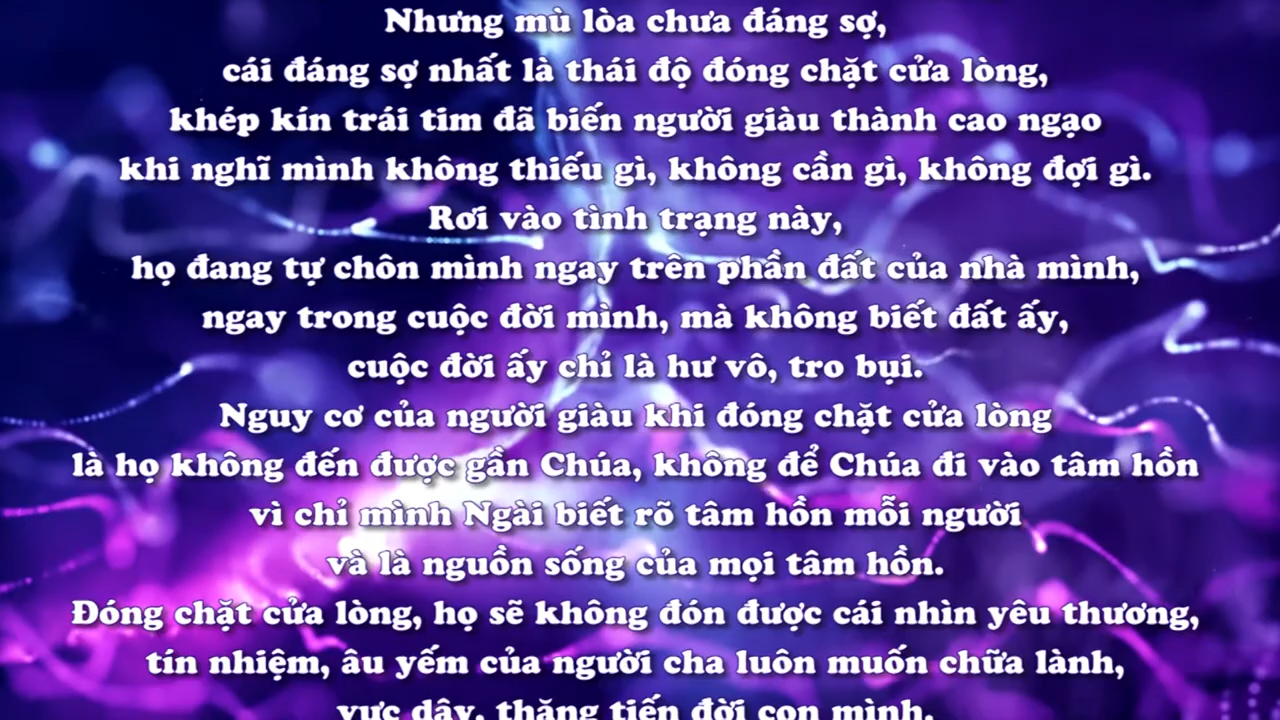 Nhưng mù lòa chưa đáng sợ,
cái đáng sợ nhất là thái độ đóng chặt cửa lòng,
khép kín trái tim đã biến người giàu thành cao ngạo
khi nghĩ mình không thiếu gì, không cần gì, không đợi gì.
Rơi vào tình trạng này,
họ đang tự chôn mình ngay trên phần đất của nhà mình,
ngay trong cuộc đời mình, mà không biết đất ấy,
cuộc đời ấy chỉ là hư vô, tro bụi.
Nguy cơ của người giàu khi đóng chặt cửa lòng
là họ không đến được gần Chúa, không để Chúa đi vào tâm hồn
vì chỉ mình Ngài biết rõ tâm hồn mỗi người
và là nguồn sống của mọi tâm hồn.
Đóng chặt cửa lòng, họ sẽ không đón được cái nhìn yêu thương,
tín nhiệm, âu yếm của người cha luôn muốn chữa lành,
vực dậy, thăng tiến đời con mình.